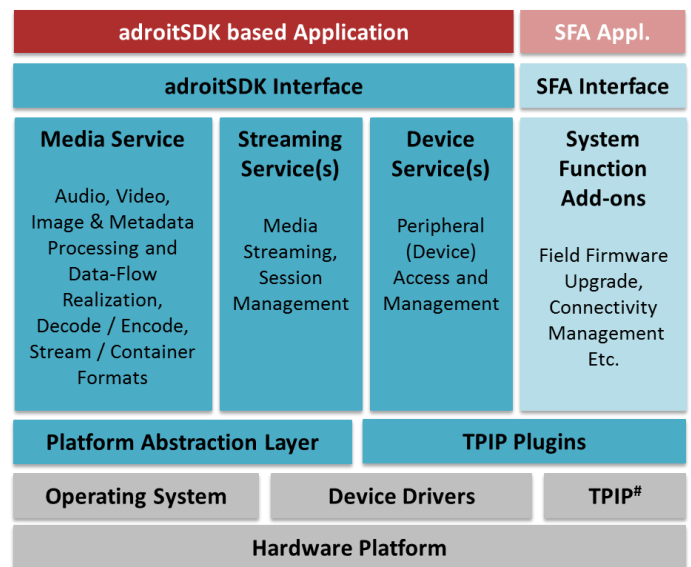 adroitSDK based Application
SFA Appl.
adroitSDK Interface
SFA Interface
Media Service
Audio, Video,
Image & Metadata
Processing and
Data-Flow
Realization,
Decode / Encode,
Stream / Container
Formats
Streaming
Service(s)
Media
Streaming,
Session
Management
Device
Service(s)
Peripheral
(Device)
Access and
Management
System
Function
Add-ons
Field Firmware
Upgrade,
Connectivity
Management
Etc.
Platform Abstraction Layer
TPIP Plugins
Operating System
Device Drivers
TPIP#
Hardware Platform